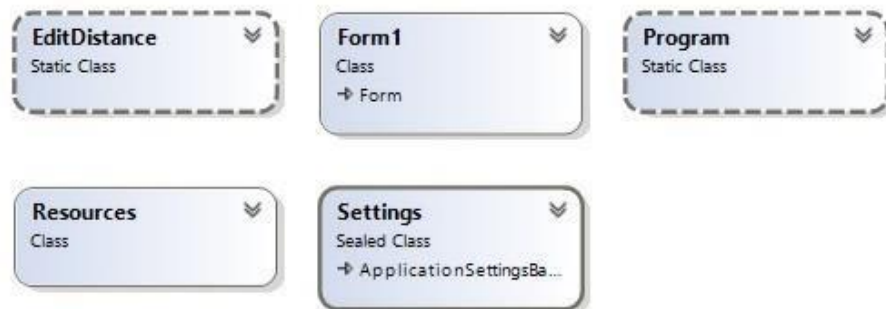 EditDistance
Static Class
Form1
Class
Form
Program
Static Class
Resources
Class
Settings
Sealed Class
ApplicationSettingsBa...